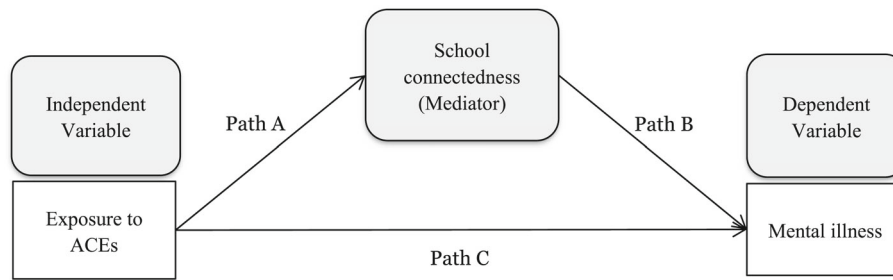 School
connectedness
(Mediator)
Independent
Variable
Dependent
Variable
Path A
Path B
Exposure to
ACEs
Mental illness
Path C